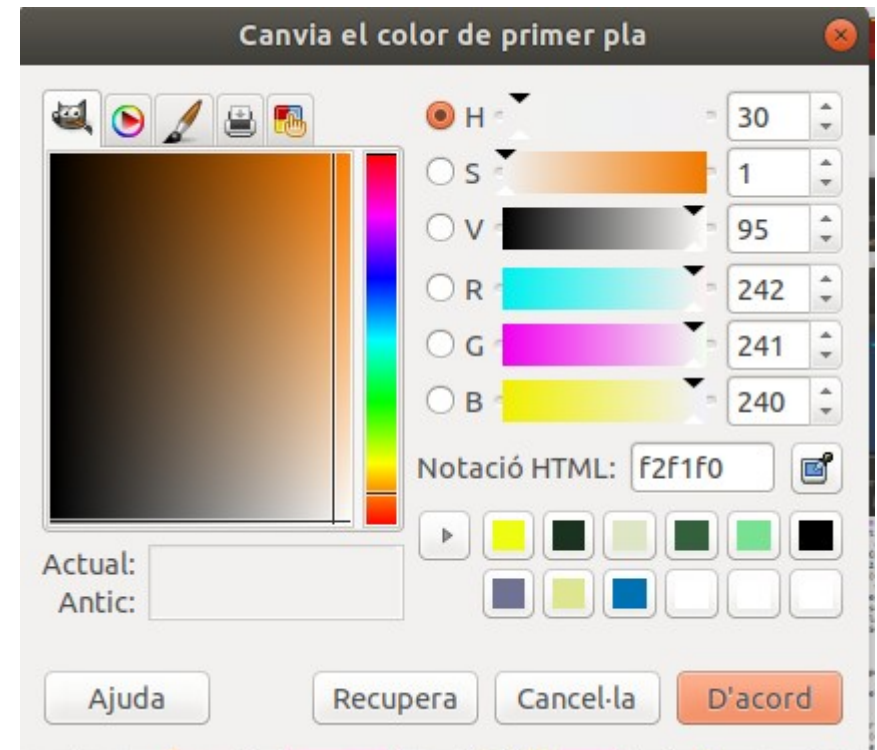 Canvia el color de primer pla
H 30
S 1
V 95
R 242
G 241
B 240
Notació HTML: f2f1f0
Actual:
Antic:
Ajuda Recupera Cancel·la D'acord